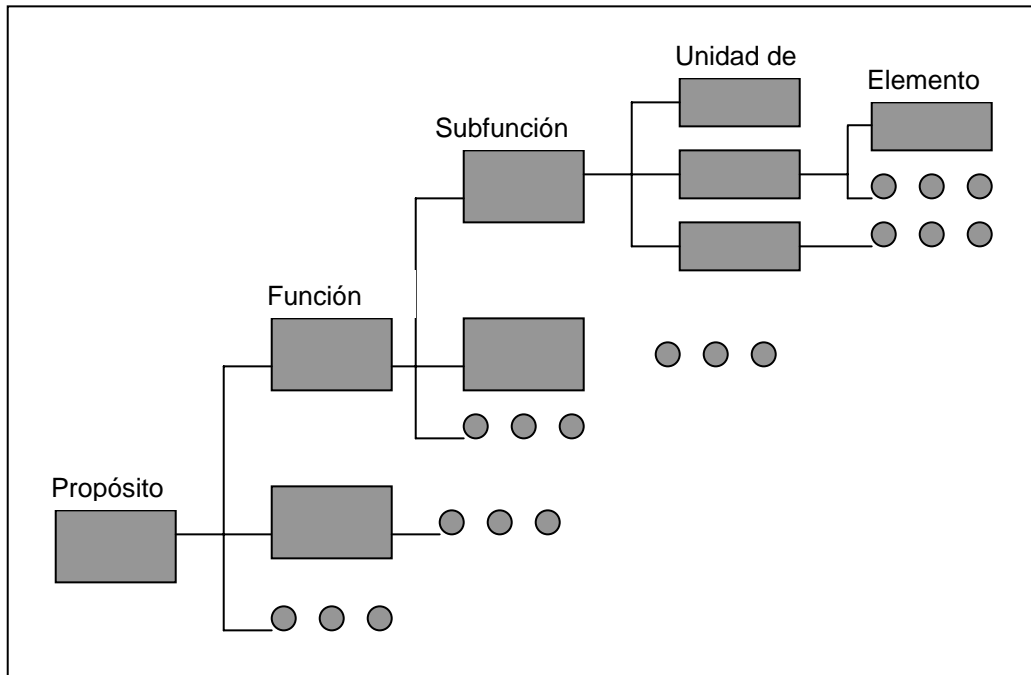 Unidad de
Elemento
Subfunción
Función
Propósito